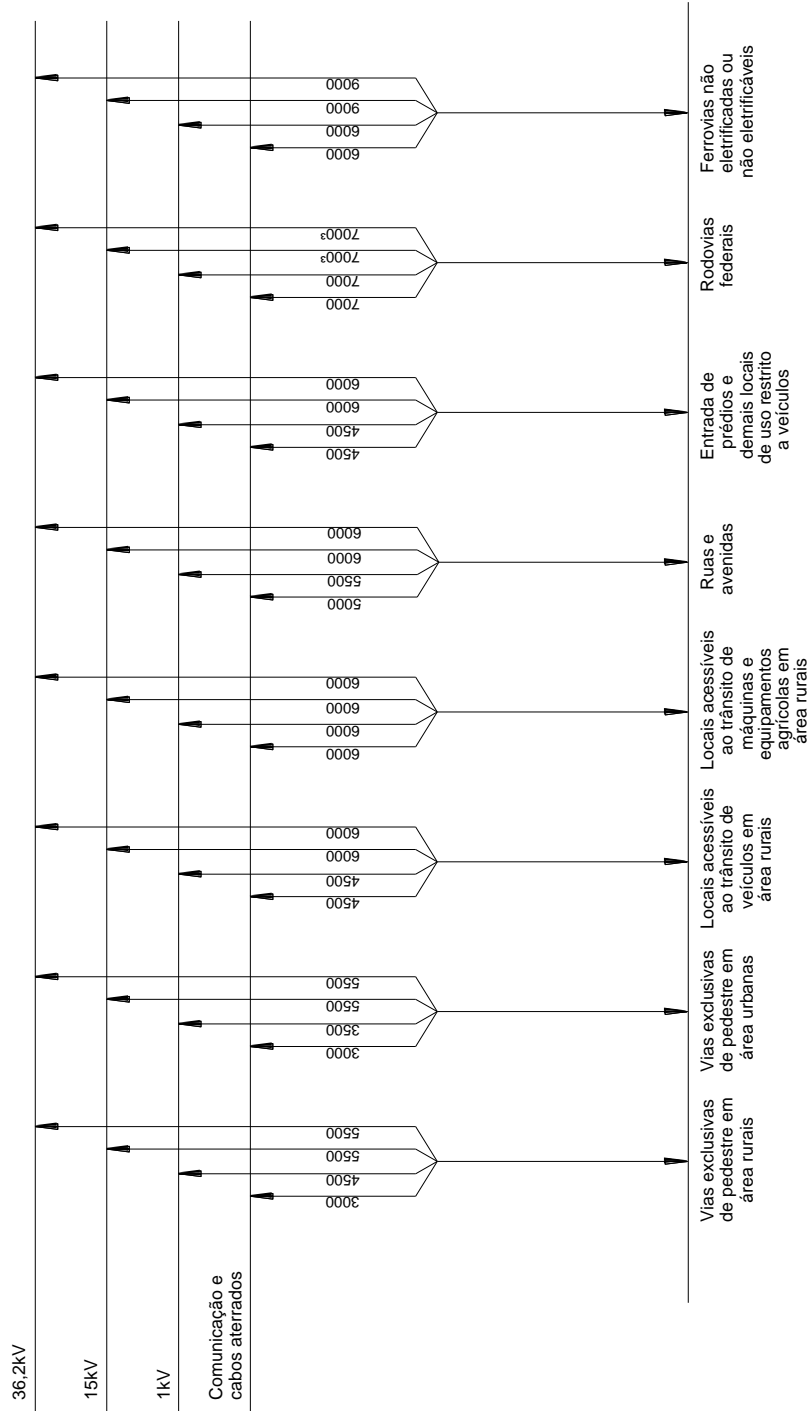 36,2kV
15kV
1kV
Comunicação e
cabos aterrados
3000
4500
5500
5500
Vias exclusivas
de pedestre em
área rurais
3000
3500
5500
5500
Vias exclusivas
de pedestre em
área urbanas
4500
4500
6000
6000
Locais acessíveis
ao trânsito de
veículos em
área rurais
6000
6000
6000
6000
Locais acessíveis
ao trânsito de
máquinas e
equipamentos
agrícolas em
área rurais
5000
5500
6000
6000
Ruas e
avenidas
4500
4500
6000
6000
Entrada de
prédios e
demais locais
de uso restrito
a veículos
7000
7000
7000³
7000³
Rodovias
federais
6000
6000
9000
9000
Ferrovias não
eletrificadas ou
não eletrificáveis